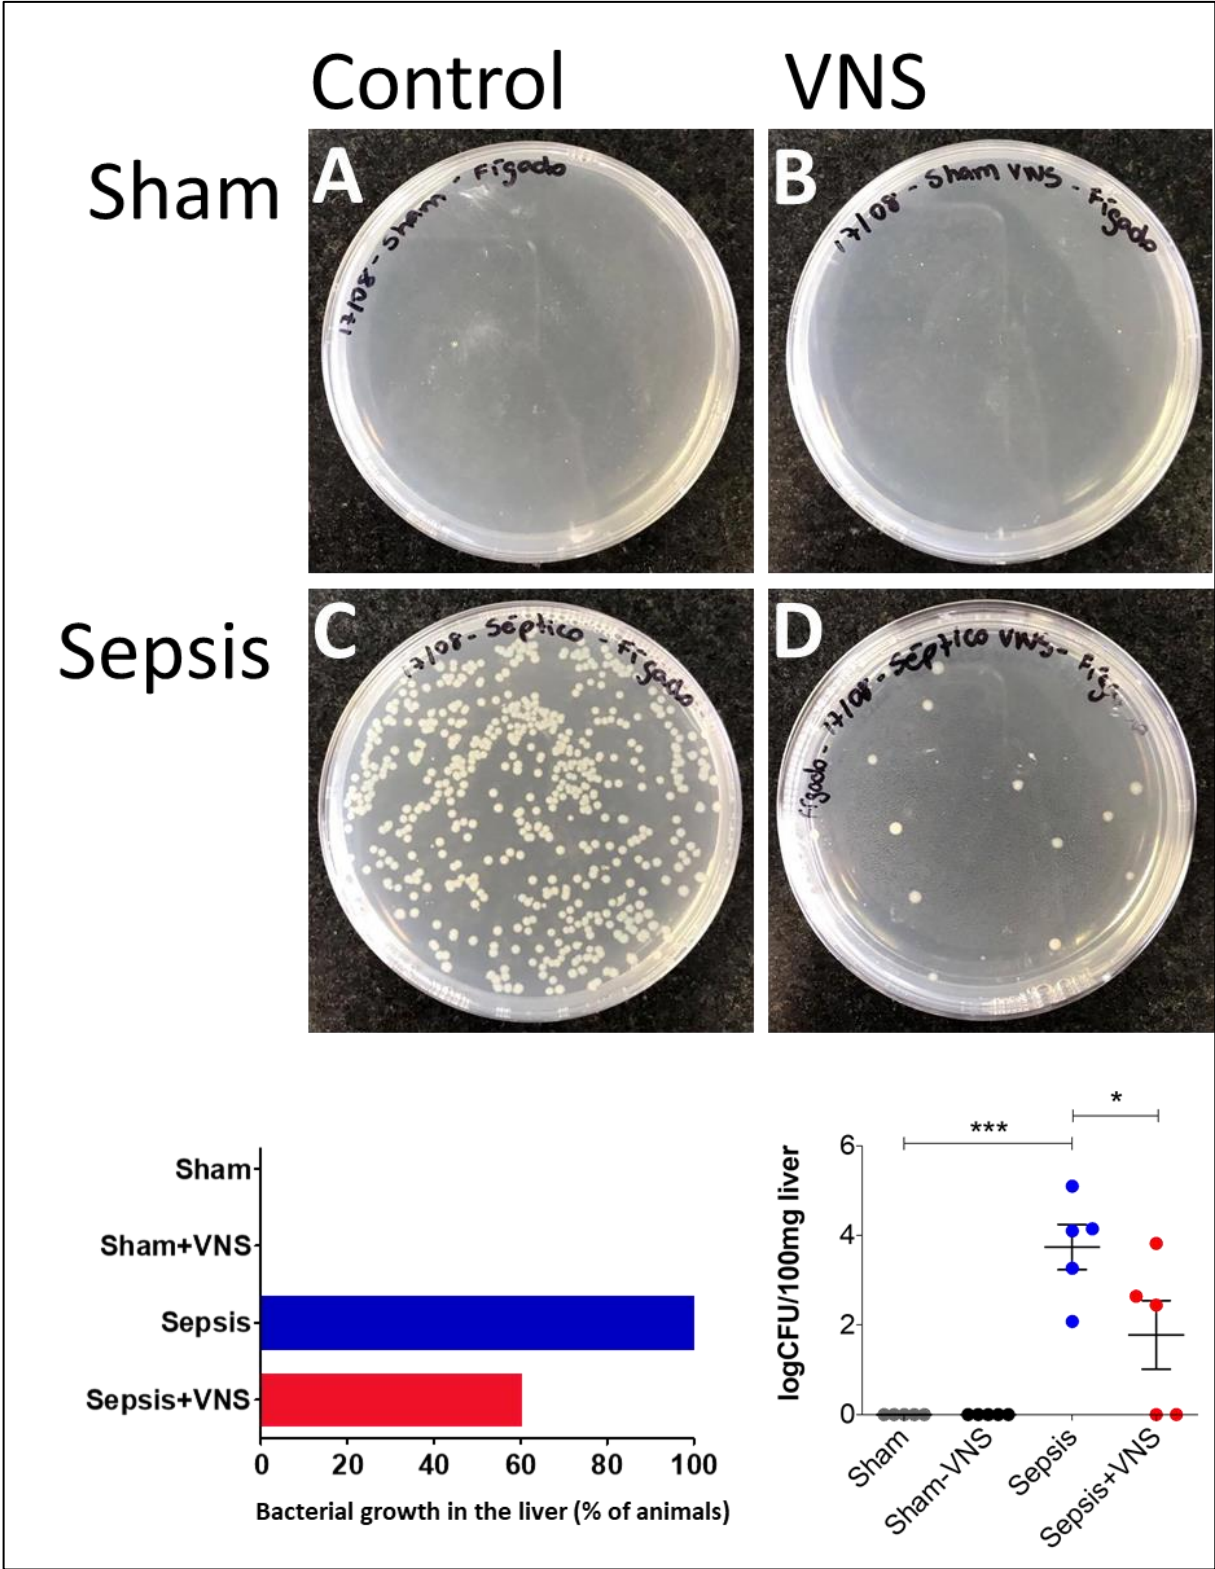 Control VNS
Sham
A
17/08 - Sham - Fígado
B
17/08 - Sham VNS - Fígado
Sepsis
C
17/08 - Séptico - Fígado
D
Fígado - 17/08 - Séptico VNS -
Sham
Sham+VNS
Sepsis
Sepsis+VNS
0 20 40 60 80 100
Bacterial growth in the liver (% of animals)
*
***
logCFU/100mg liver
6
4
2
0
Sham
Sham-VNS
Sepsis
Sepsis+VNS